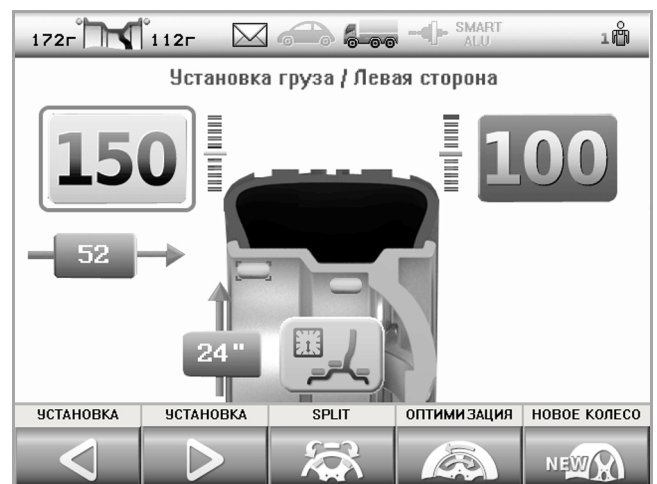 172г 112г SMART
ALU 1
Установка груза / Левая сторона
150 100
52
24"
УСТАНОВКА УСТАНОВКА SPLIT ОПТИМИЗАЦИЯ НОВОЕ КОЛЕСО
NEW